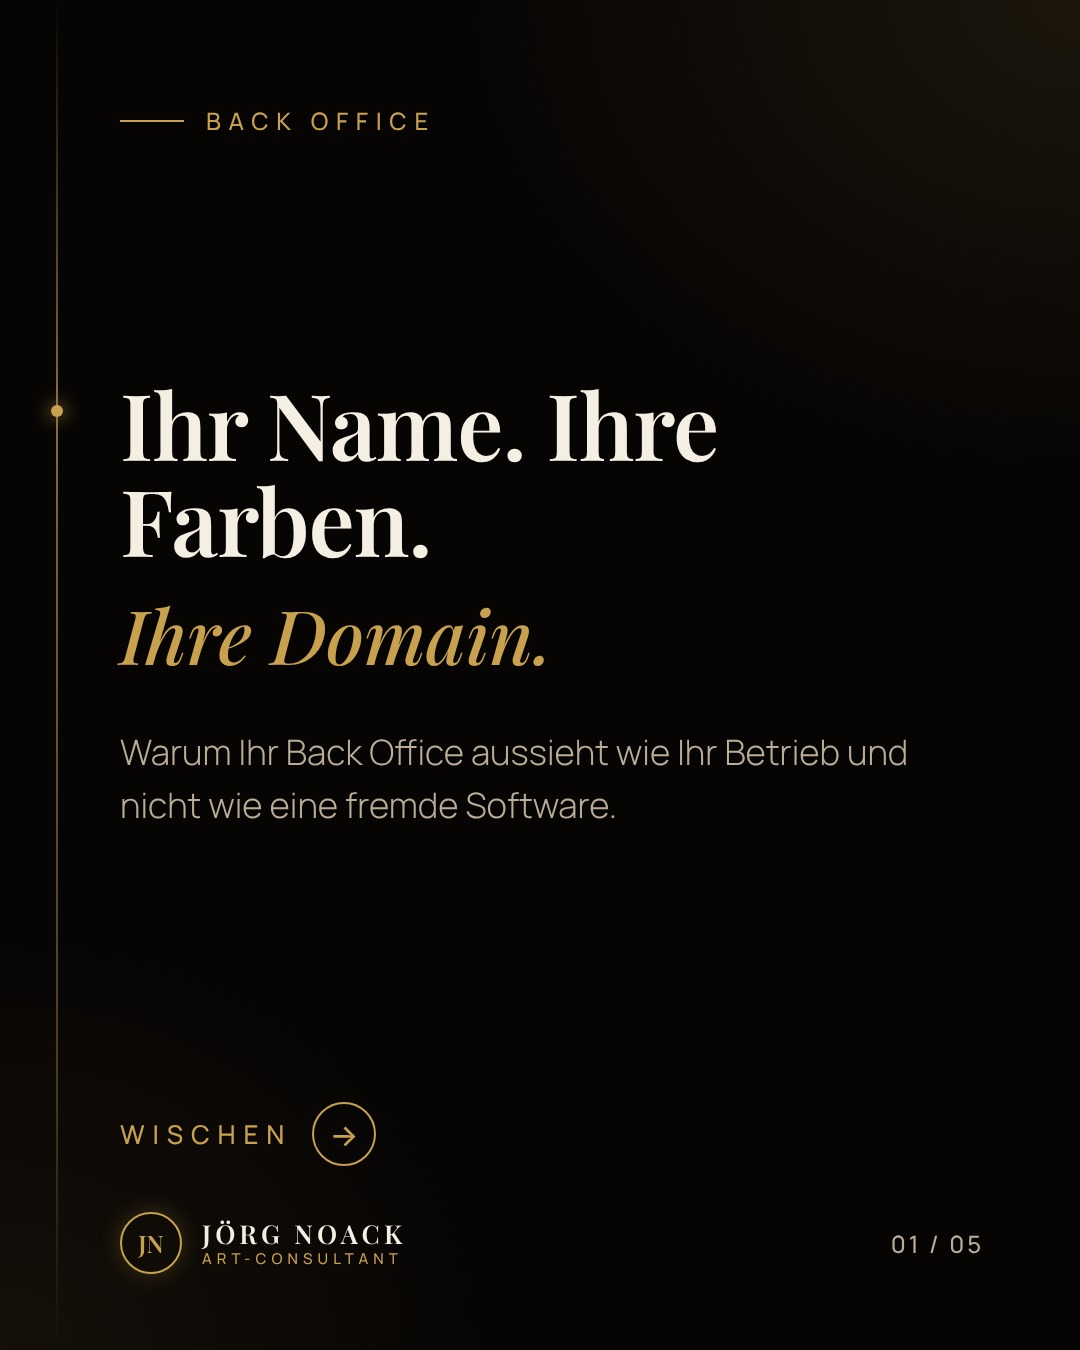 BACK OFFICE
Ihr Name. Ihre
Farben.
Ihre Domain.
Warum Ihr Back Office aussieht wie Ihr Betrieb und
nicht wie eine fremde Software.
WISCHEN →
JN
JÖRG NOACK
ART-CONSULTANT
01 / 05